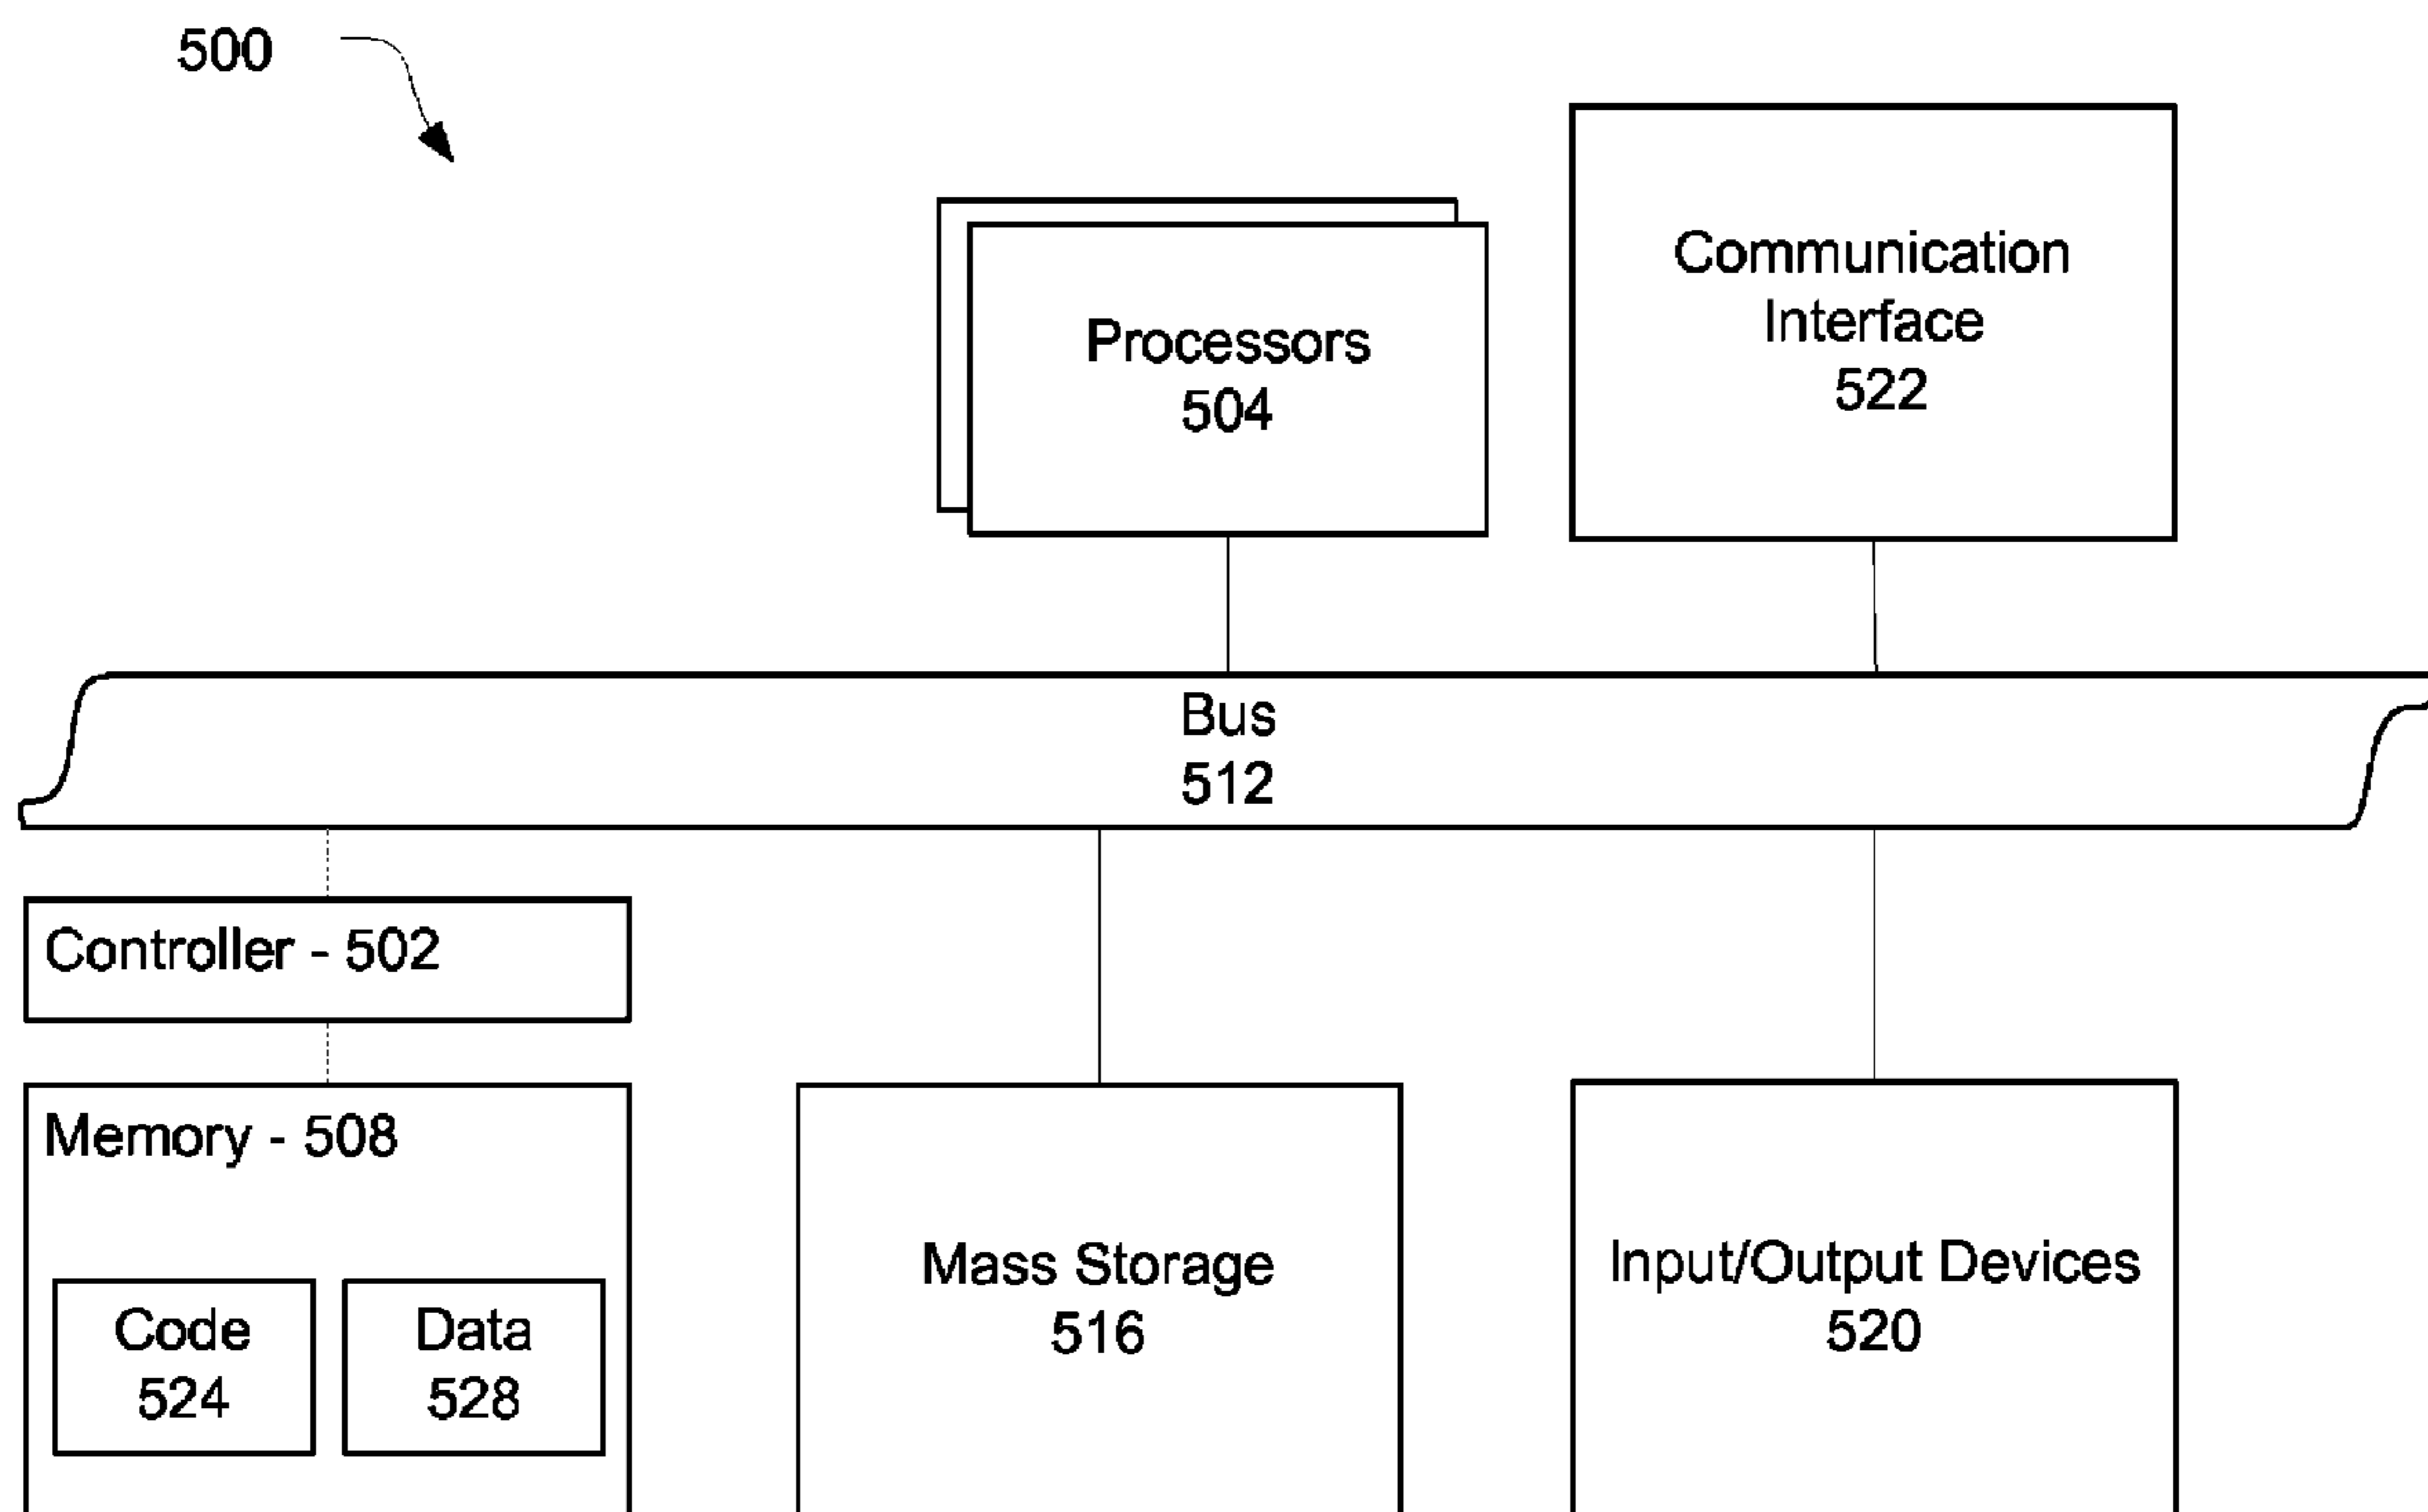 500
Communication
Interface
522
Processors
504
Bus
512
Controller - 502
Memory - 508
Code
524
Data
528
Mass Storage
516
Input/Output Devices
520